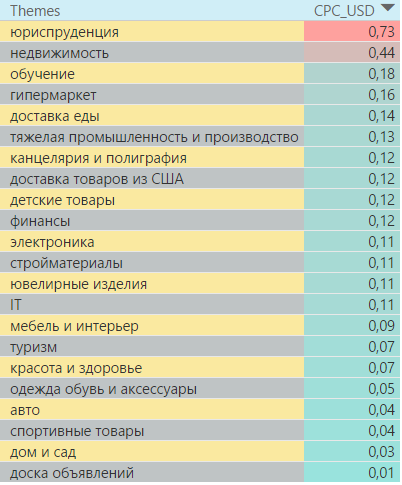 Themes CPC_USD
юриспруденция 0,73
недвижимость 0,44
обучение 0,18
гипермаркет 0,16
доставка еды 0,14
тяжелая промышленность и производство 0,13
канцелярия и полиграфия 0,12
доставка товаров из США 0,12
детские товары 0,12
финансы 0,12
электроника 0,11
стройматериалы 0,11
ювелирные изделия 0,11
IT 0,11
мебель и интерьер 0,09
туризм 0,07
красота и здоровье 0,07
одежда обувь и аксессуары 0,05
авто 0,04
спортивные товары 0,04
дом и сад 0,03
доска объявлений 0,01